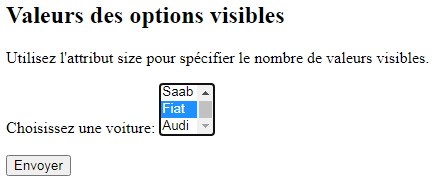 Valeurs des options visibles
Utilisez l'attribut size pour spécifier le nombre de valeurs visibles.
Saab
Fiat
Choisissez une voiture: Audi
Envoyer